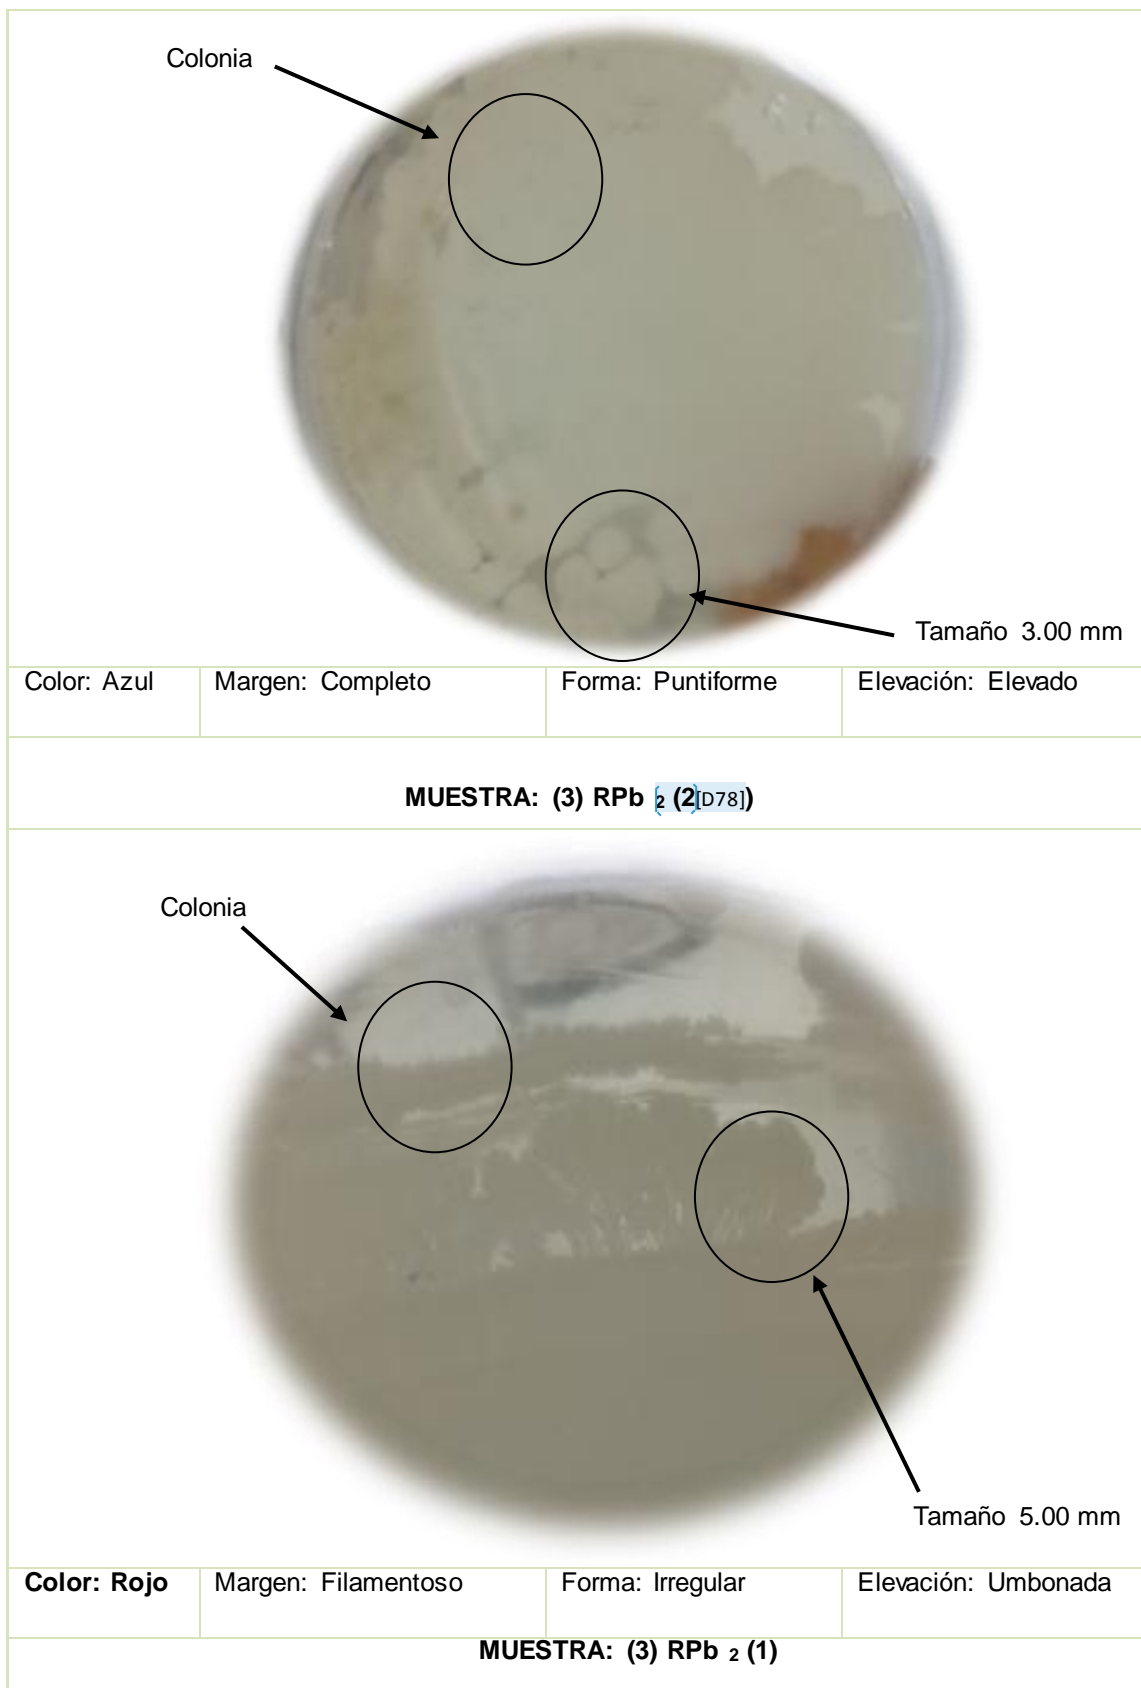 Colonia
Tamaño 3.00 mm
Color: Azul Margen: Completo Forma: Puntiforme Elevación: Elevado
MUESTRA: (3) RPb 2 (2[D78])
Colonia
Tamaño 5.00 mm
Color: Rojo Margen: Filamentoso Forma: Irregular Elevación: Umbonada
MUESTRA: (3) RPb 2 (1)